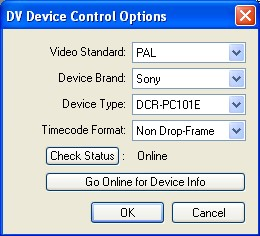 DV Device Control Options
Video Standard: PAL
Device Brand: Sony
Device Type: DCR-PC101E
Timecode Format: Non Drop-Frame
Check Status : Online
Go Online for Device Info
OK Cancel